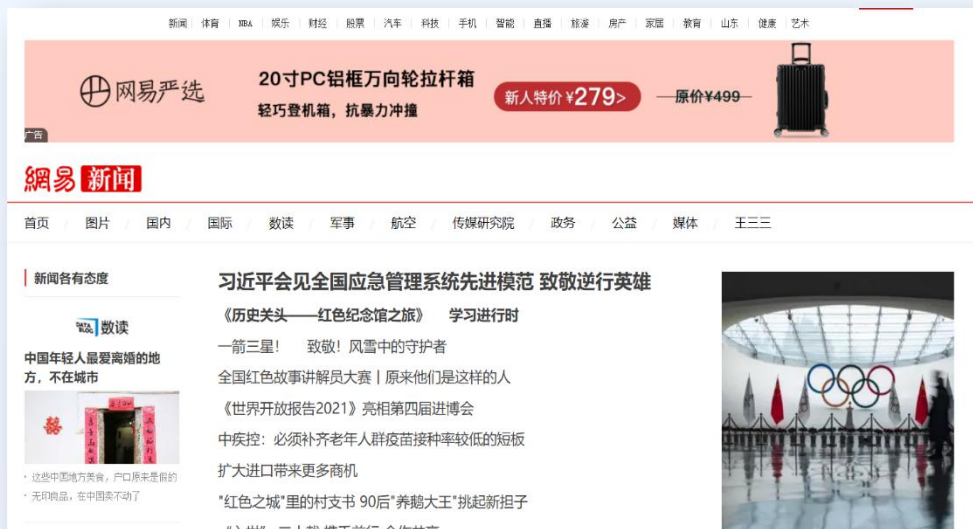 新闻 体育 NBA 娱乐 财经 股票 汽车 科技 手机 智能 直播 旅游 房产 家居 教育 山东 健康 艺术
网易严选
20寸PC铝框万向轮拉杆箱
轻巧登机箱，抗暴力冲撞
新人特价 ¥279>
原价¥499
广告
網易 新闻
首页 / 图片 / 国内 / 国际 / 数读 / 军事 / 航空 / 传媒研究院 / 政务 / 公益 / 媒体 / 王三三
新闻各有态度
DATA BLOG 数读
中国年轻人最爱离婚的地
方，不在城市
· 这些中国地方美食，户口原来是假的
· 无印良品，在中国卖不动了
习近平会见全国应急管理系统先进模范 致敬逆行英雄
《历史关头——红色纪念馆之旅》 学习进行时
一箭三星！ 致敬！风雪中的守护者
全国红色故事讲解员大赛 | 原来他们是这样的人
《世界开放报告2021》亮相第四届进博会
中疾控：必须补齐老年人群疫苗接种率较低的短板
扩大进口带来更多商机
"红色之城"里的村支书 90后"养鹅大王"挑起新担子